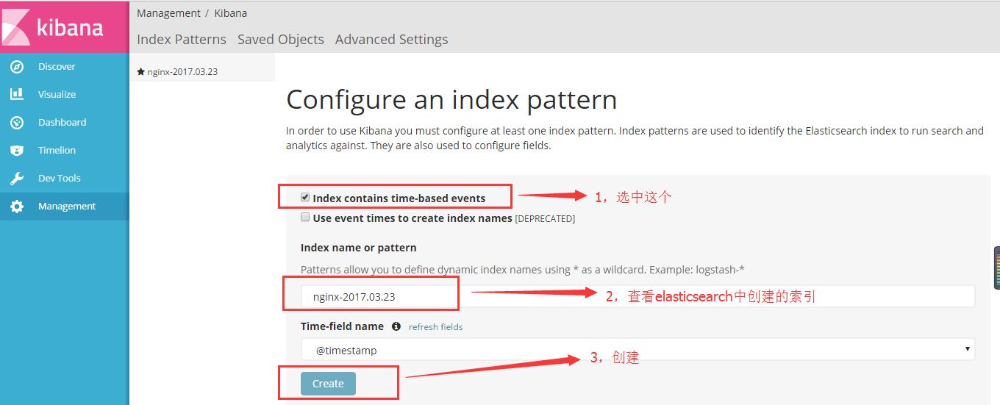 kibana
Management / Kibana
Index Patterns Saved Objects Advanced Settings
Discover
Visualize
Dashboard
Timelion
Dev Tools
Management
nginx-2017.03.23
Configure an index pattern
In order to use Kibana you must configure at least one index pattern. Index patterns are used to identify the Elasticsearch index to run search and
analytics against. They are also used to configure fields.
Index contains time-based events
1，选中这个
Use event times to create index names [DEPRECATED]
Index name or pattern
Patterns allow you to define dynamic index names using * as a wildcard. Example: logstash-*
nginx-2017.03.23
2，查看elasticsearch中创建的索引
Time-field name refresh fields
@timestamp
3，创建
Create